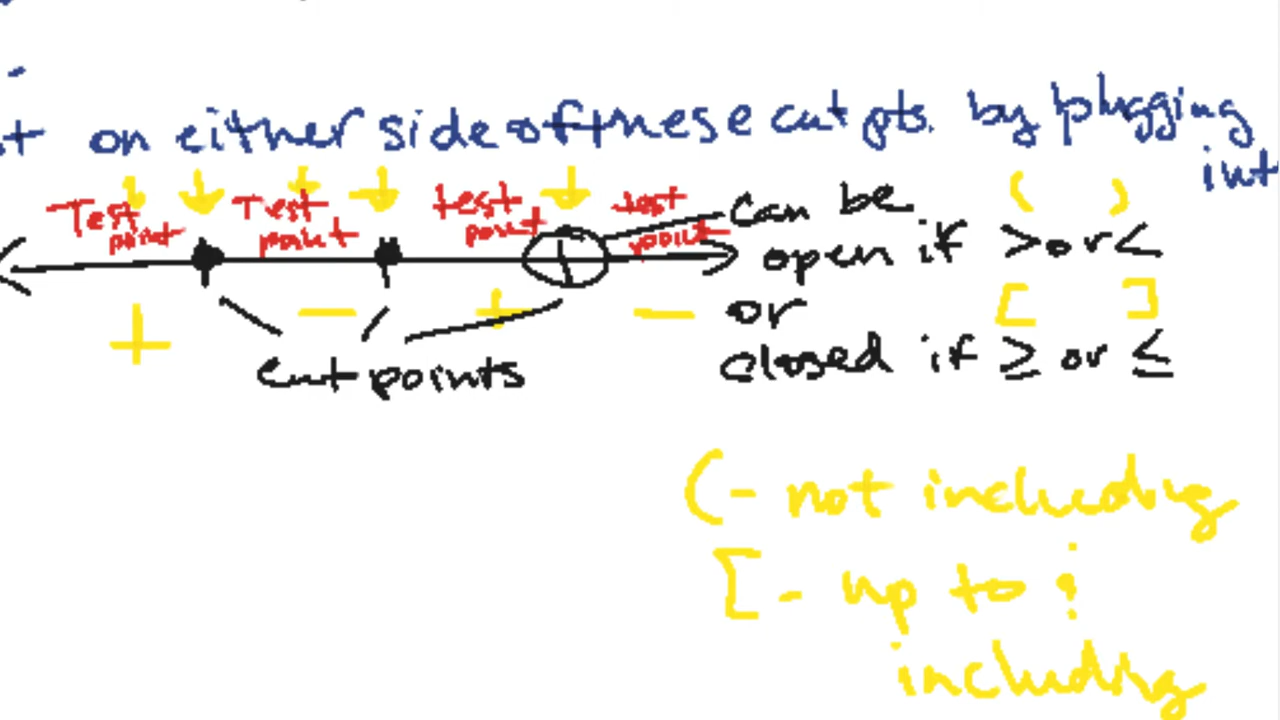 t on either side of these cut pts. by plugging
int
( )
Test point Test point test point test point can be
open if > or <
+ − + − or [ ]
cut points closed if ≥ or ≤
( - not including
[ - up to &
including